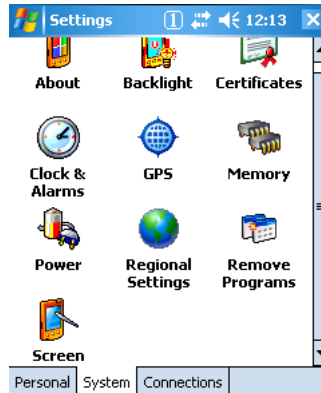 Settings 1 12:13
About Backlight Certificates
Clock & Alarms GPS Memory
Power Regional Settings Remove Programs
Screen
Personal System Connections